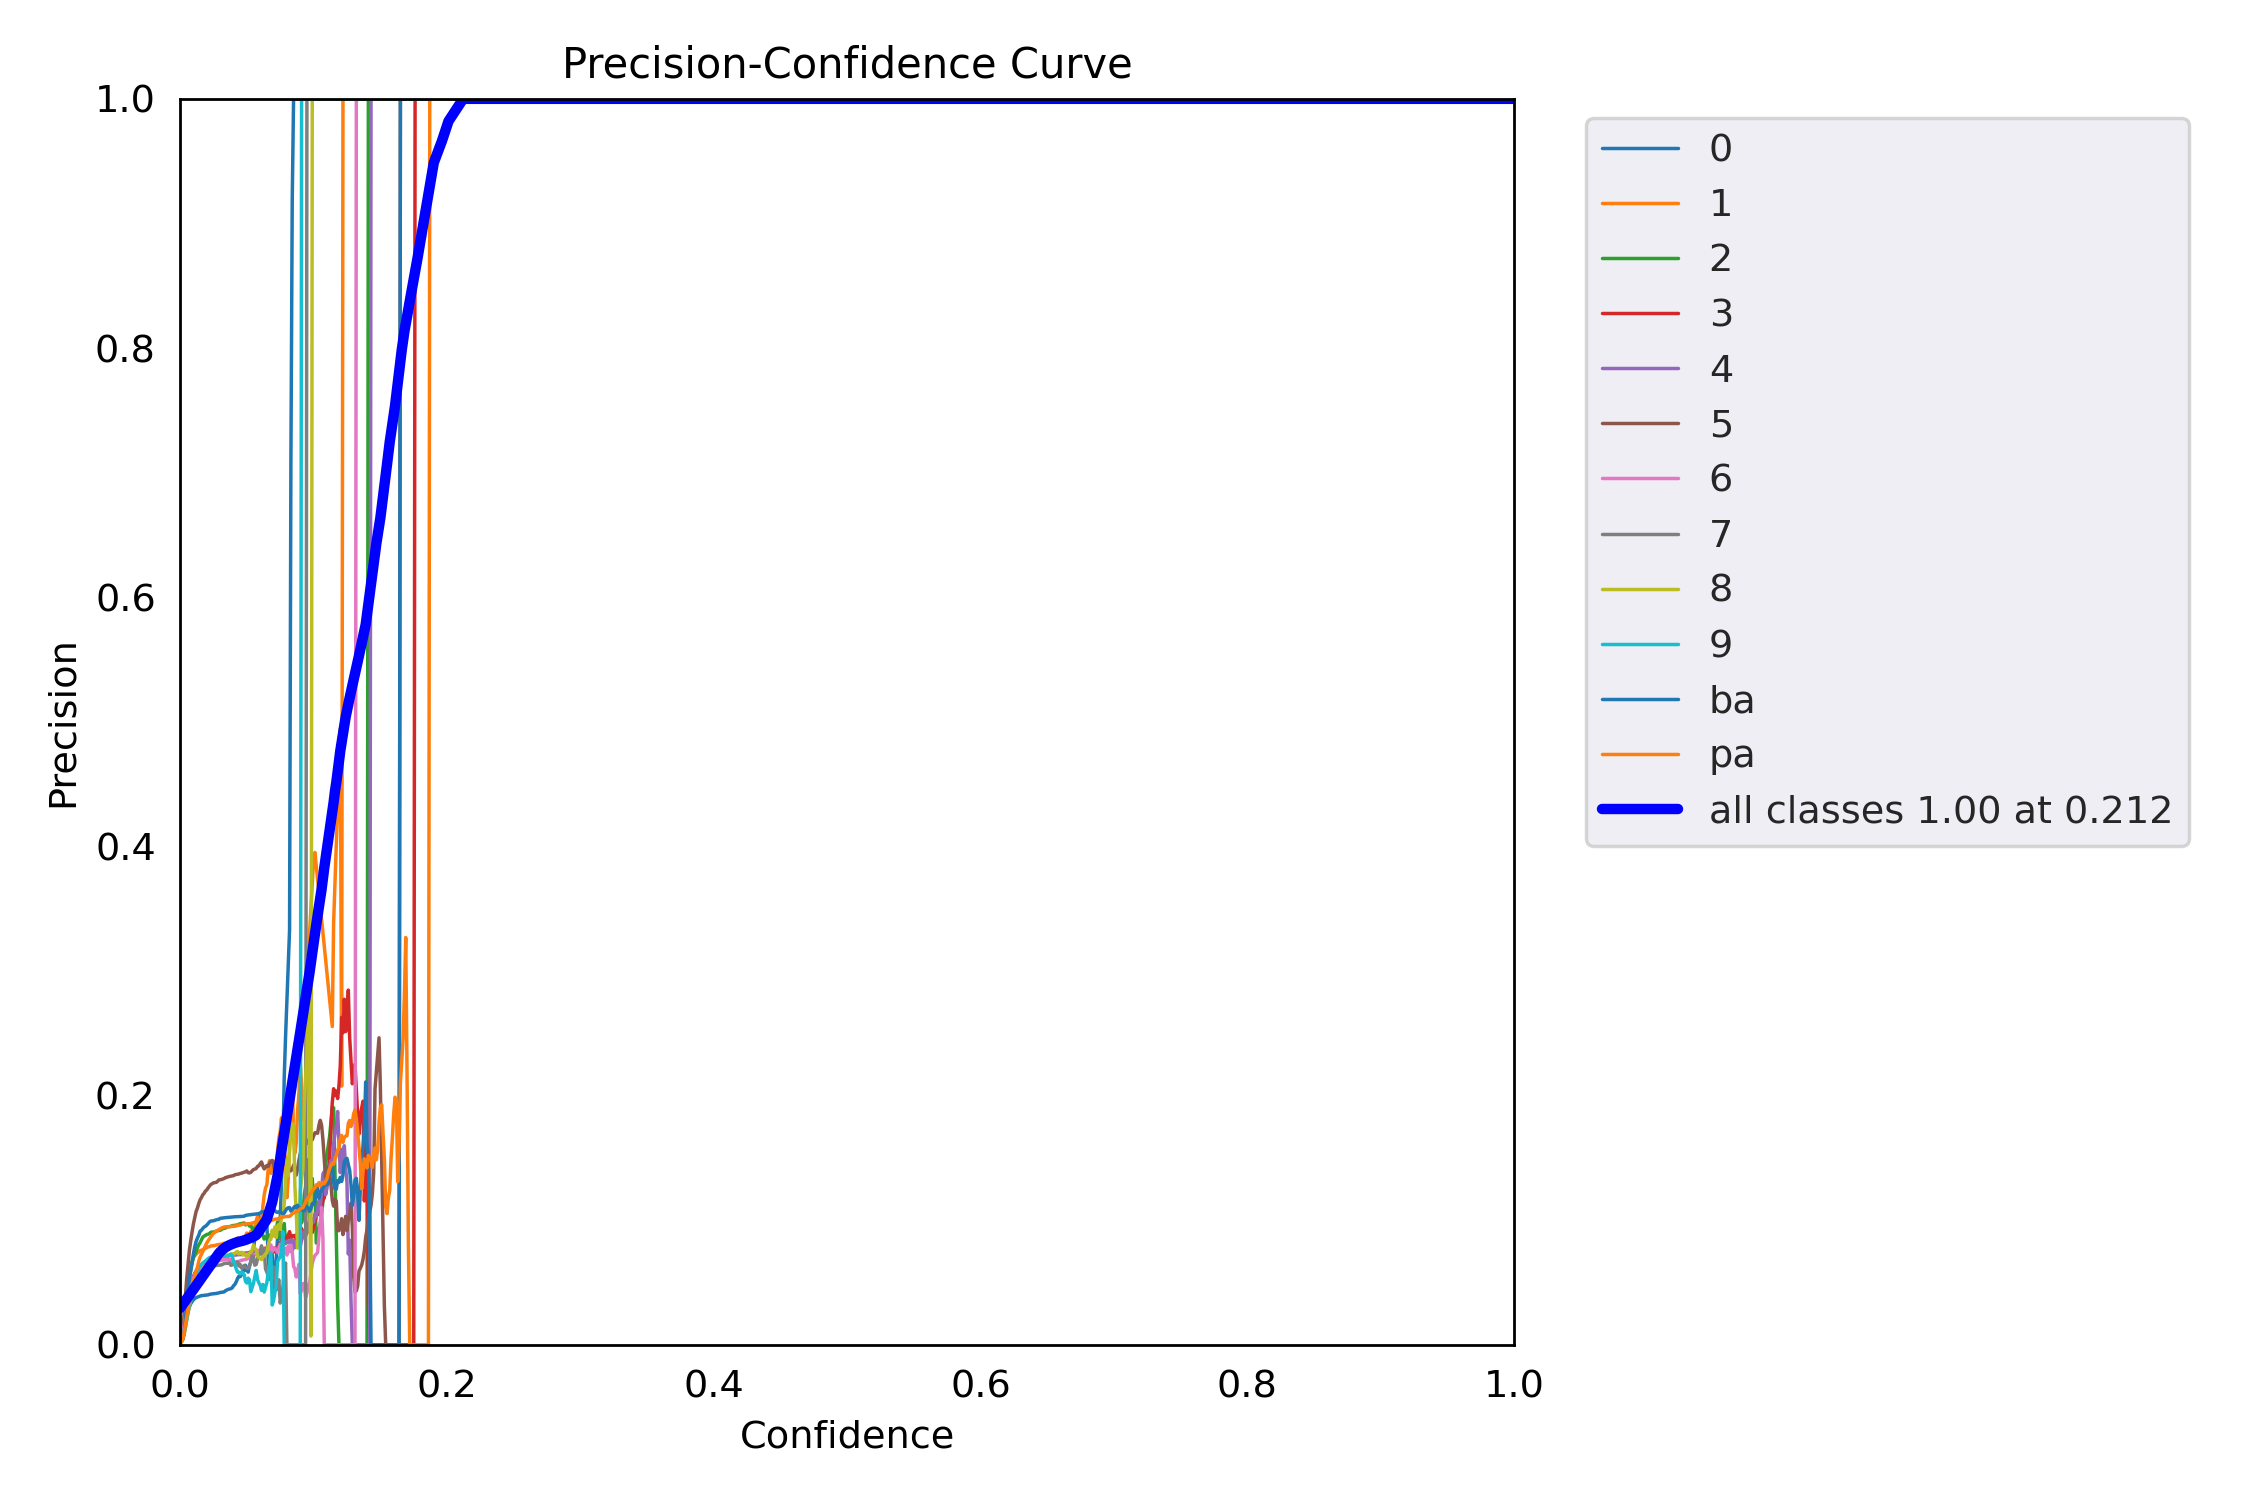 Precision-Confidence Curve
1.0
0.8
0.6
0.4
0.2
0.0
Precision
0.0 0.2 0.4 0.6 0.8 1.0
Confidence
0
1
2
3
4
5
6
7
8
9
ba
pa
all classes 1.00 at 0.212